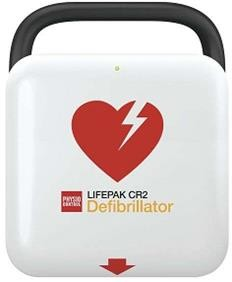 PHYSIO
CONTROL
LIFEPAK CR2
Defibrillator